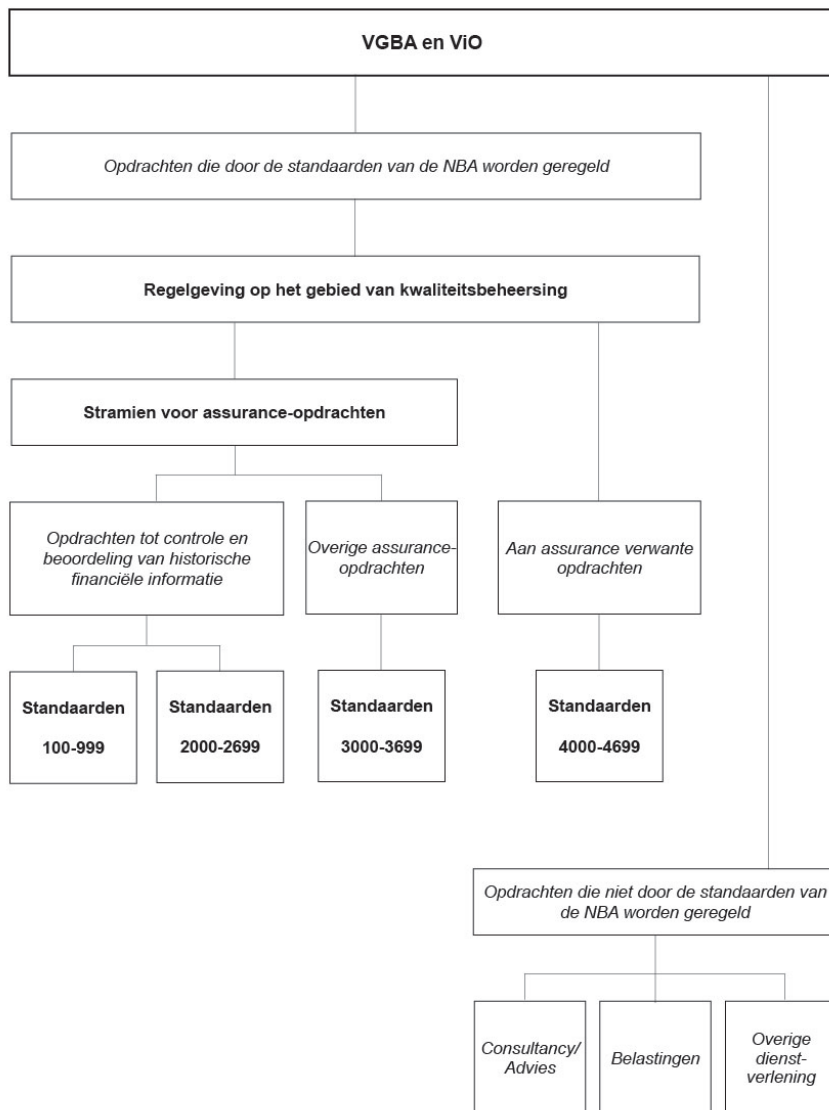 VGBA en ViO
Opdrachten die door de standaarden van de NBA worden geregeld
Regelgeving op het gebied van kwaliteitsbeheersing
Stramien voor assurance-opdrachten
Opdrachten tot controle en
beoordeling van historische
financiële informatie
Overige assurance-
opdrachten
Aan assurance verwante
opdrachten
Standaarden
100-999
Standaarden
2000-2699
Standaarden
3000-3699
Standaarden
4000-4699
Opdrachten die niet door de standaarden van
de NBA worden geregeld
Consultancy/
Advies
Belastingen
Overige
dienst-
verlening